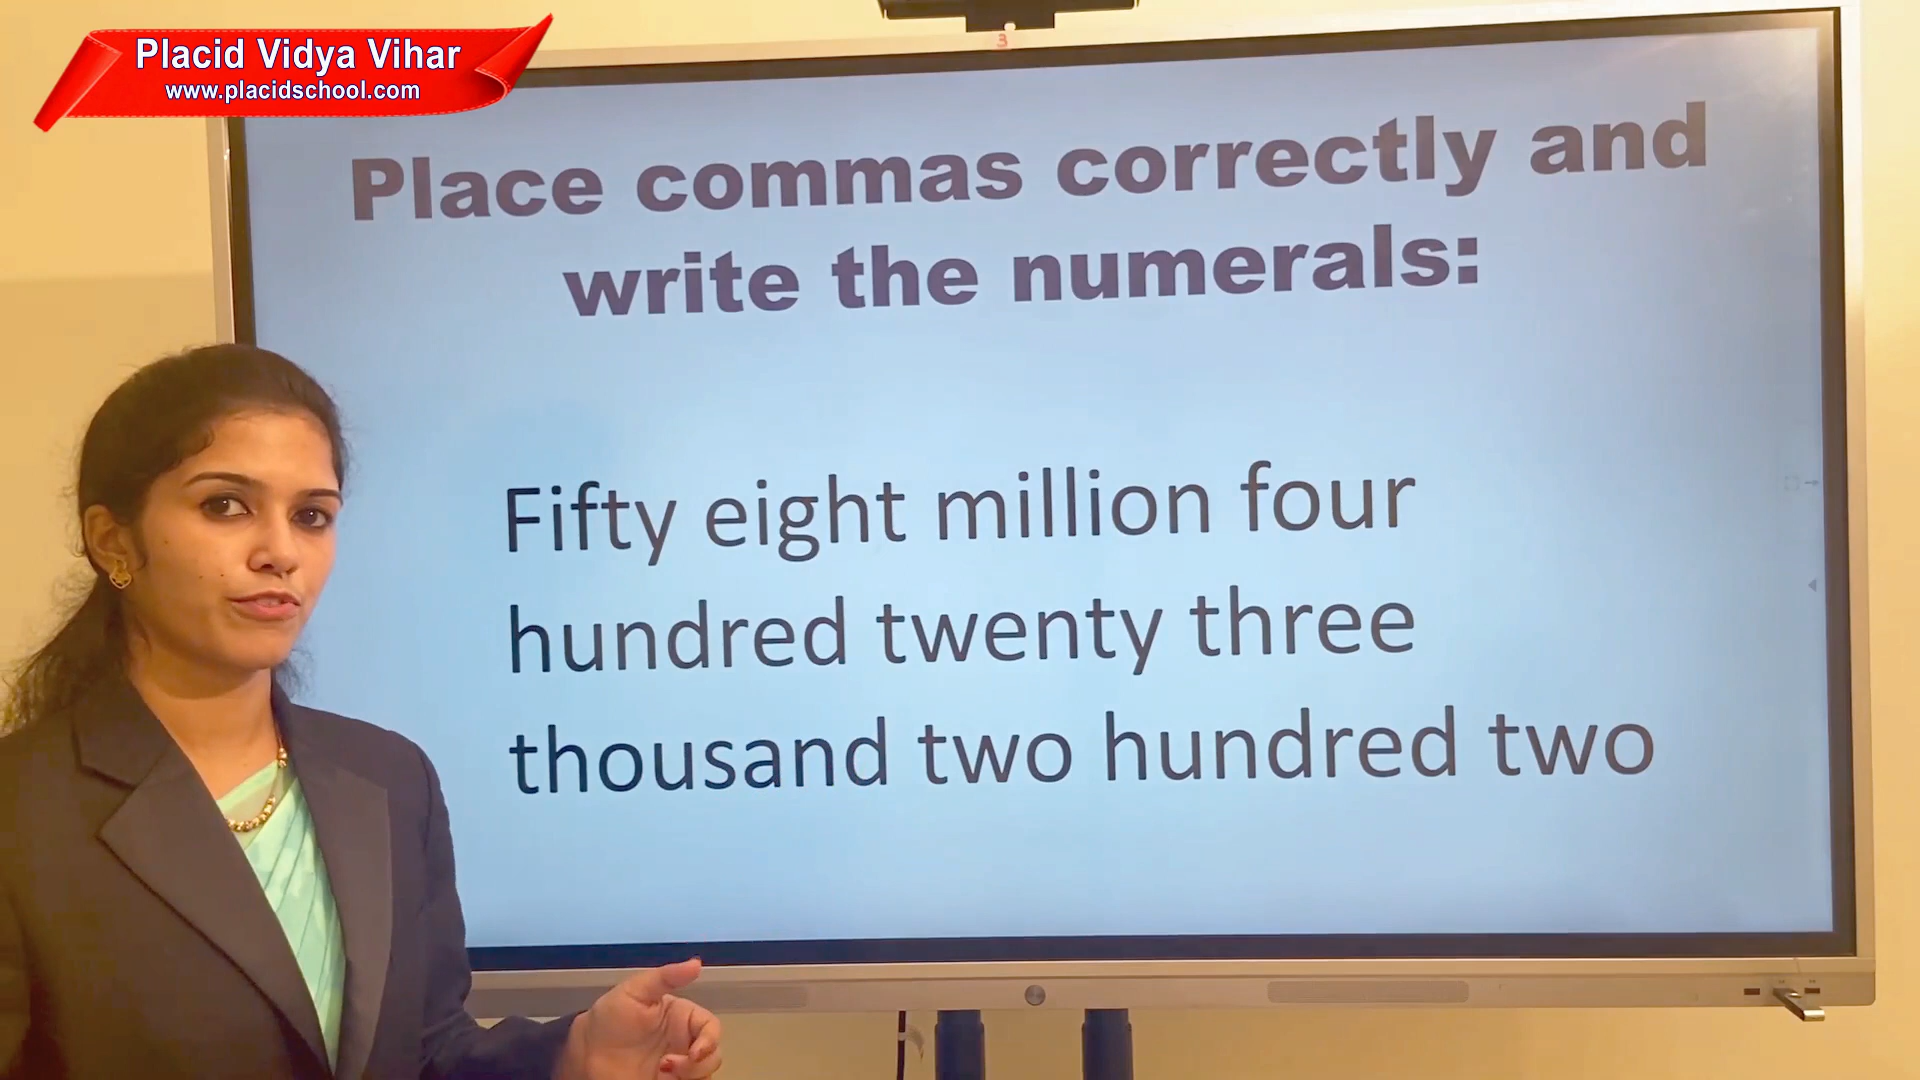 Placid Vidya Vihar
www.placidschool.com
3
Place commas correctly and
write the numerals:
Fifty eight million four
hundred twenty three
thousand two hundred two